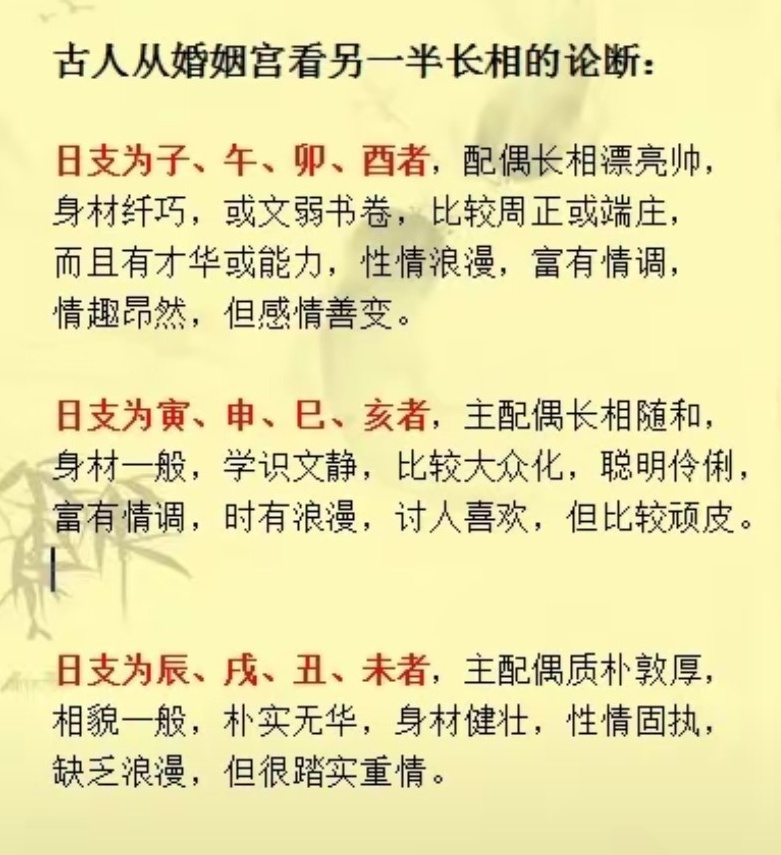 古人从婚姻宫看另一半长相的论断：
日支为子、午、卯、酉者，配偶长相漂亮帅，
身材纤巧，或文弱书卷，比较周正或端庄，
而且有才华或能力，性情浪漫，富有情调，
情趣昂然，但感情善变。
日支为寅、申、巳、亥者，主配偶长相随和，
身材一般，学识文静，比较大众化，聪明伶俐，
富有情调，时有浪漫，讨人喜欢，但比较顽皮。
日支为辰、戌、丑、未者，主配偶质朴敦厚，
相貌一般，朴实无华，身材健壮，性情固执，
缺乏浪漫，但很踏实重情。